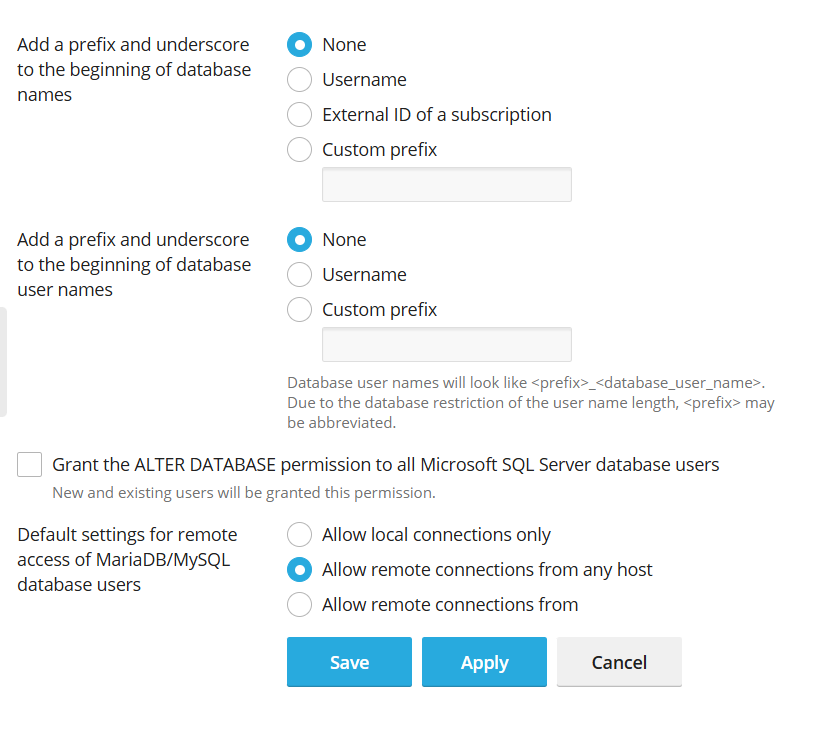 Add a prefix and underscore
to the beginning of database
names
None
Username
External ID of a subscription
Custom prefix
Add a prefix and underscore
to the beginning of database
user names
None
Username
Custom prefix
Database user names will look like <prefix>_<database_user_name>.
Due to the database restriction of the user name length, <prefix> may
be abbreviated.
Grant the ALTER DATABASE permission to all Microsoft SQL Server database users
New and existing users will be granted this permission.
Default settings for remote
access of MariaDB/MySQL
database users
Allow local connections only
Allow remote connections from any host
Allow remote connections from
Save
Apply
Cancel